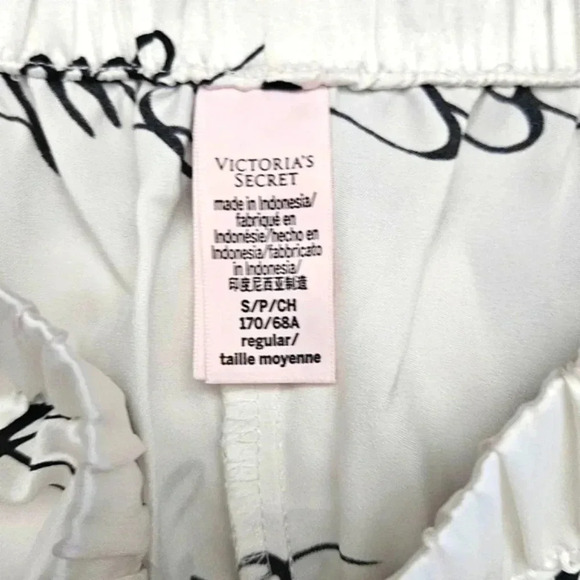 VICTORIA'S
SECRET
made in Indonesia/
fabriqué en
Indonésie/hecho en
Indonesia/fabbricato
in Indonesia/
印度尼西亚制造
S/P/CH
170/68A
regular/
taille moyenne